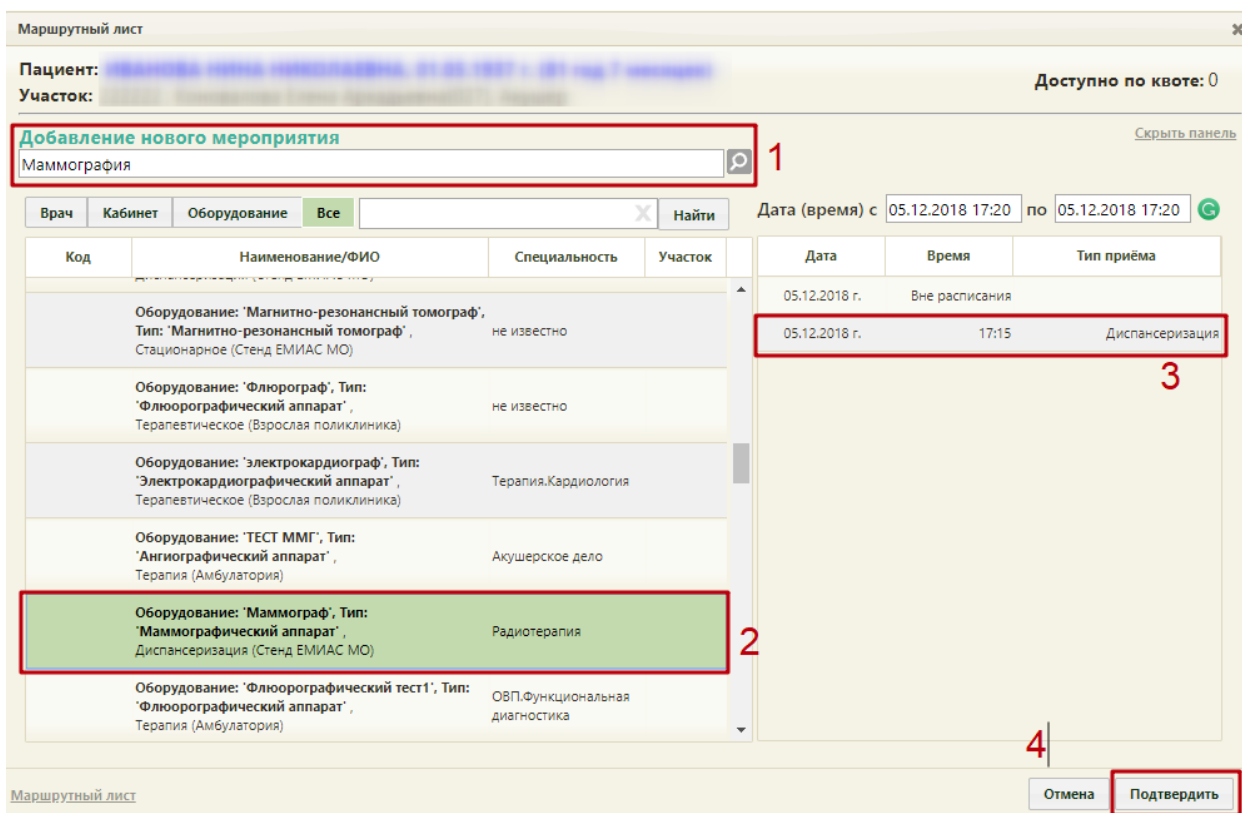 Маршрутный лист
Пациент:
Участок:
Доступно по квоте: 0
Добавление нового мероприятия
Скрыть панель
Маммография
1
Врач Кабинет Оборудование Все Найти
Дата (время) с 05.12.2018 17:20 по 05.12.2018 17:20
Код Наименование/ФИО Специальность Участок
Дата Время Тип приёма
05.12.2018 г. Вне расписания
05.12.2018 г. 17:15 Диспансеризация
3
Оборудование: 'Магнитно-резонансный томограф',
Тип: 'Магнитно-резонансный томограф' ,
Стационарное (Стенд ЕМИАС МО)
не известно
Оборудование: 'Флюрограф', Тип:
'Флюорографический аппарат' ,
Терапевтическое (Взрослая поликлиника)
не известно
Оборудование: 'электрокардиограф', Тип:
'Электрокардиографический аппарат' ,
Терапевтическое (Взрослая поликлиника)
Терапия.Кардиология
Оборудование: 'ТЕСТ ММГ', Тип:
'Ангиографический аппарат' ,
Терапия (Амбулатория)
Акушерское дело
Оборудование: 'Маммограф', Тип:
'Маммографический аппарат' ,
Диспансеризация (Стенд ЕМИАС МО)
Радиотерапия
2
Оборудование: 'Флюорографический тест1', Тип:
'Флюорографический аппарат' ,
Терапия (Амбулатория)
ОВП.Функциональная
диагностика
4
Маршрутный лист
Отмена Подтвердить